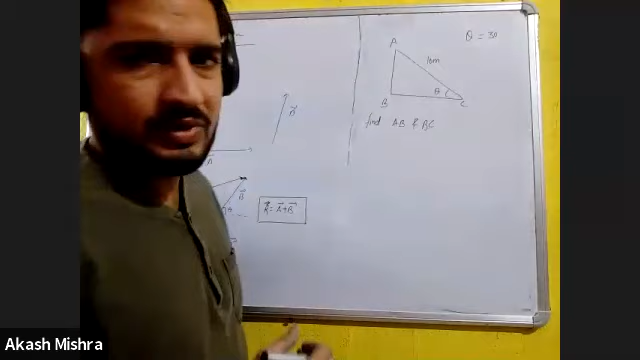 θ = 30
A
10m
θ
B
C
find AB & BC
A
B
R = A+B
Akash Mishra